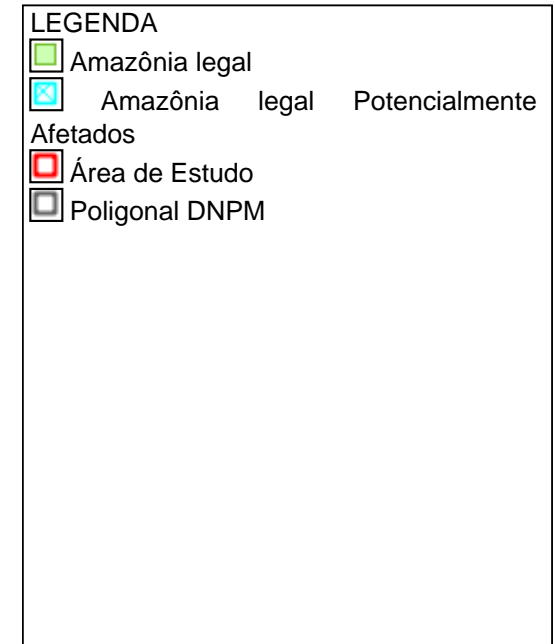 LEGENDA
Amazônia legal
Amazônia legal Potencialmente
Afetados
Área de Estudo
Poligonal DNPM